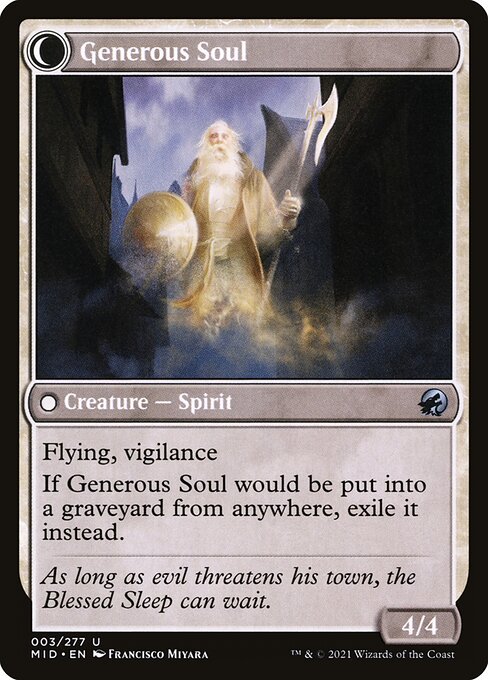 Generous Soul
Creature — Spirit
Flying, vigilance
If Generous Soul would be put into
a graveyard from anywhere, exile it
instead.
As long as evil threatens his town, the
Blessed Sleep can wait.
4/4
003/277 U
MID • EN Francisco Miyara
™ & © 2021 Wizards of the Coast